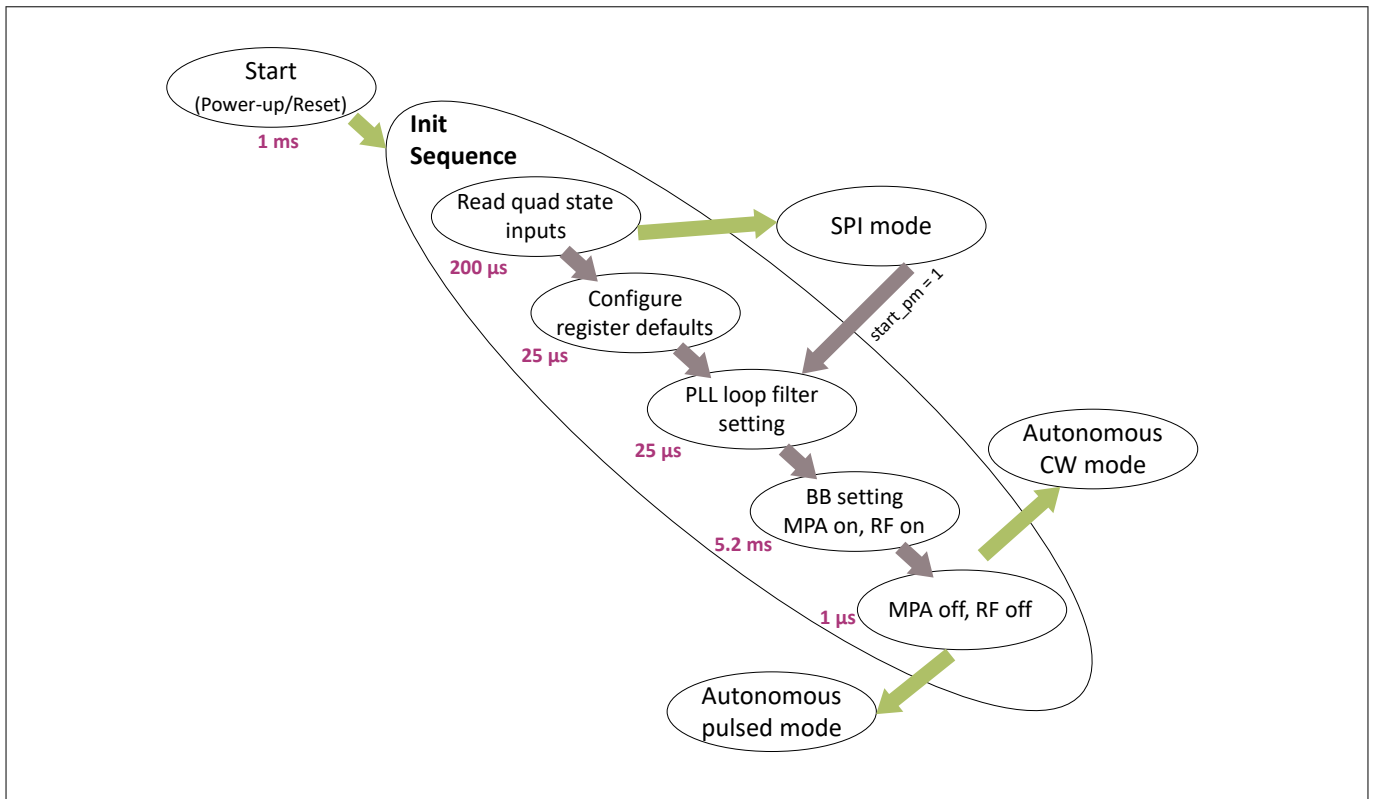 Start
(Power-up/Reset)
1 ms
Init
Sequence
Read quad state
inputs
200 µs
SPI mode
start_pm = 1
Configure
register defaults
25 µs
PLL loop filter
setting
25 µs
Autonomous
CW mode
BB setting
MPA on, RF on
5.2 ms
MPA off, RF off
1 µs
Autonomous
pulsed mode